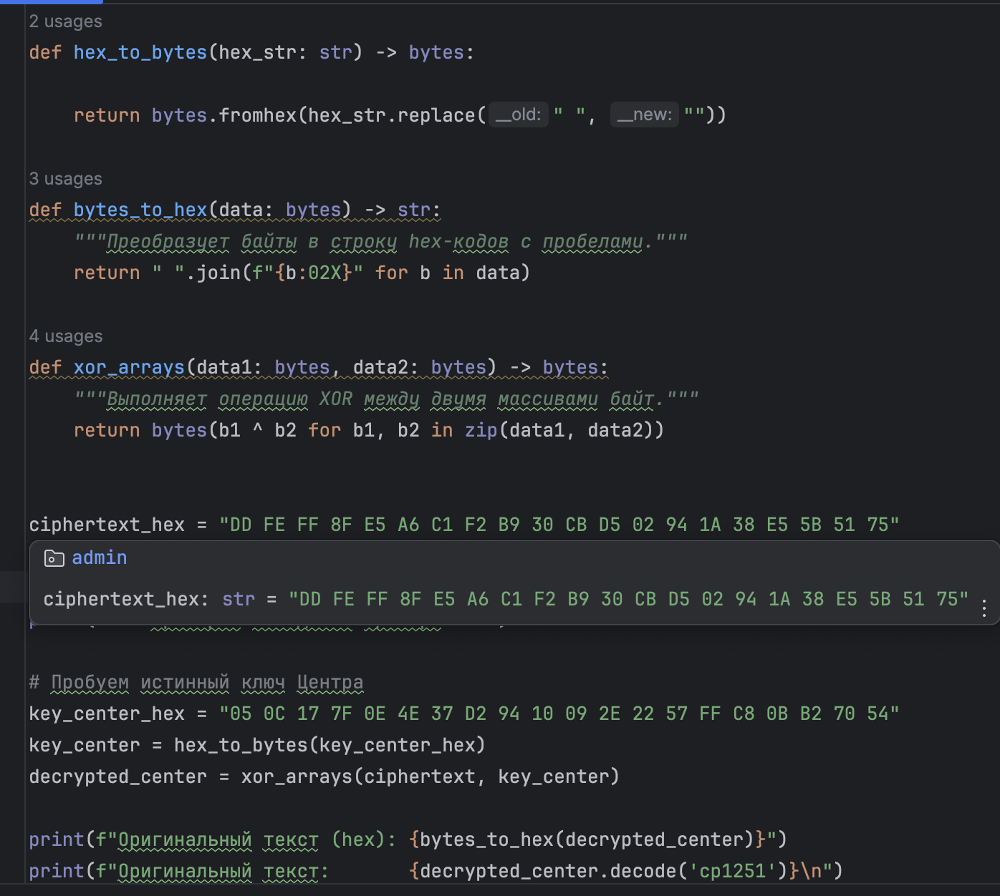 2 usages
def hex_to_bytes(hex_str: str) -> bytes:
return bytes.fromhex(hex_str.replace(__old: " ", __new: ""))
3 usages
def bytes_to_hex(data: bytes) -> str:
"""Преобразует байты в строку hex-кодов с пробелами."""
return " ".join(f"{b:02X}" for b in data)
4 usages
def xor_arrays(data1: bytes, data2: bytes) -> bytes:
"""Выполняет операцию XOR между двумя массивами байт."""
return bytes(b1 ^ b2 for b1, b2 in zip(data1, data2))
ciphertext_hex = "DD FE FF 8F E5 A6 C1 F2 B9 30 CB D5 02 94 1A 38 E5 5B 51 75"
admin
ciphertext_hex: str = "DD FE FF 8F E5 A6 C1 F2 B9 30 CB D5 02 94 1A 38 E5 5B 51 75"
# Пробуем истинный ключ Центра
key_center_hex = "05 0C 17 7F 0E 4E 37 D2 94 10 09 2E 22 57 FF C8 0B B2 70 54"
key_center = hex_to_bytes(key_center_hex)
decrypted_center = xor_arrays(ciphertext, key_center)
print(f"Оригинальный текст (hex): {bytes_to_hex(decrypted_center)}")
print(f"Оригинальный текст:       {decrypted_center.decode('cp1251')}\n")